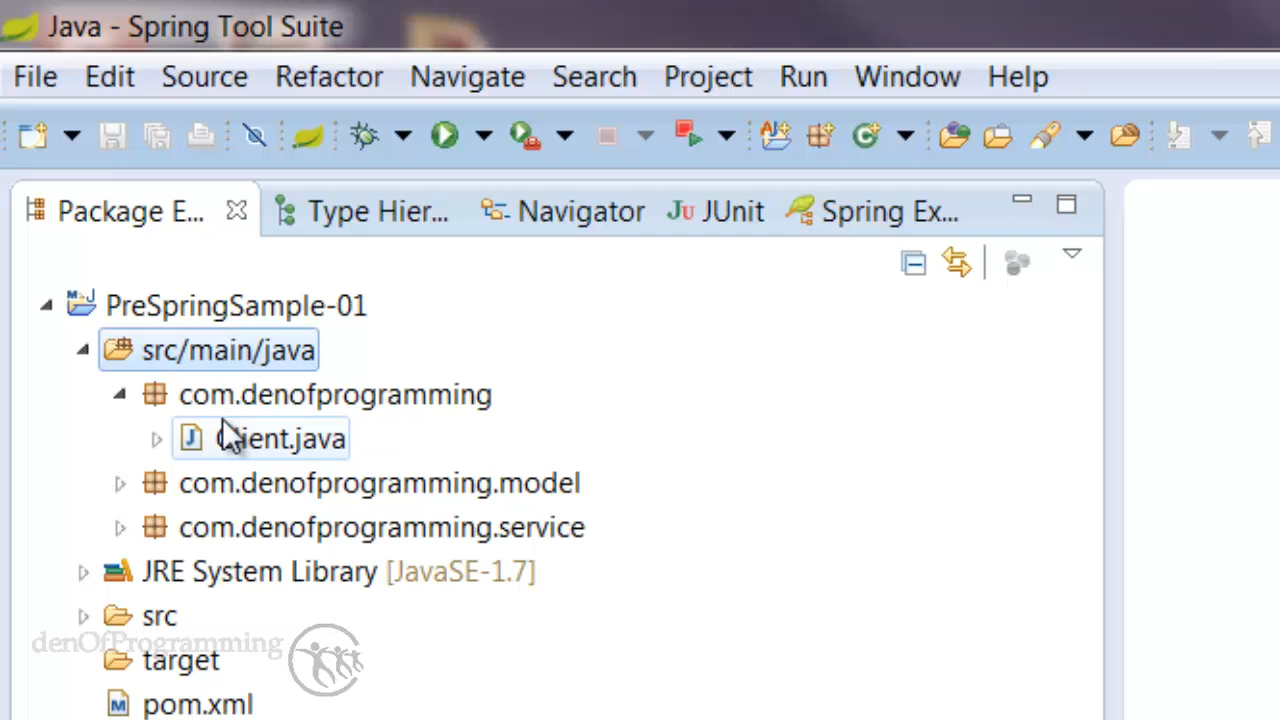 Java - Spring Tool Suite
File Edit Source Refactor Navigate Search Project Run Window Help
Package E... Type Hier... Navigator JUnit Spring Ex...
PreSpringSample-01
src/main/java
com.denofprogramming
Client.java
com.denofprogramming.model
com.denofprogramming.service
JRE System Library [JavaSE-1.7]
src
denOfProgramming
target
pom.xml